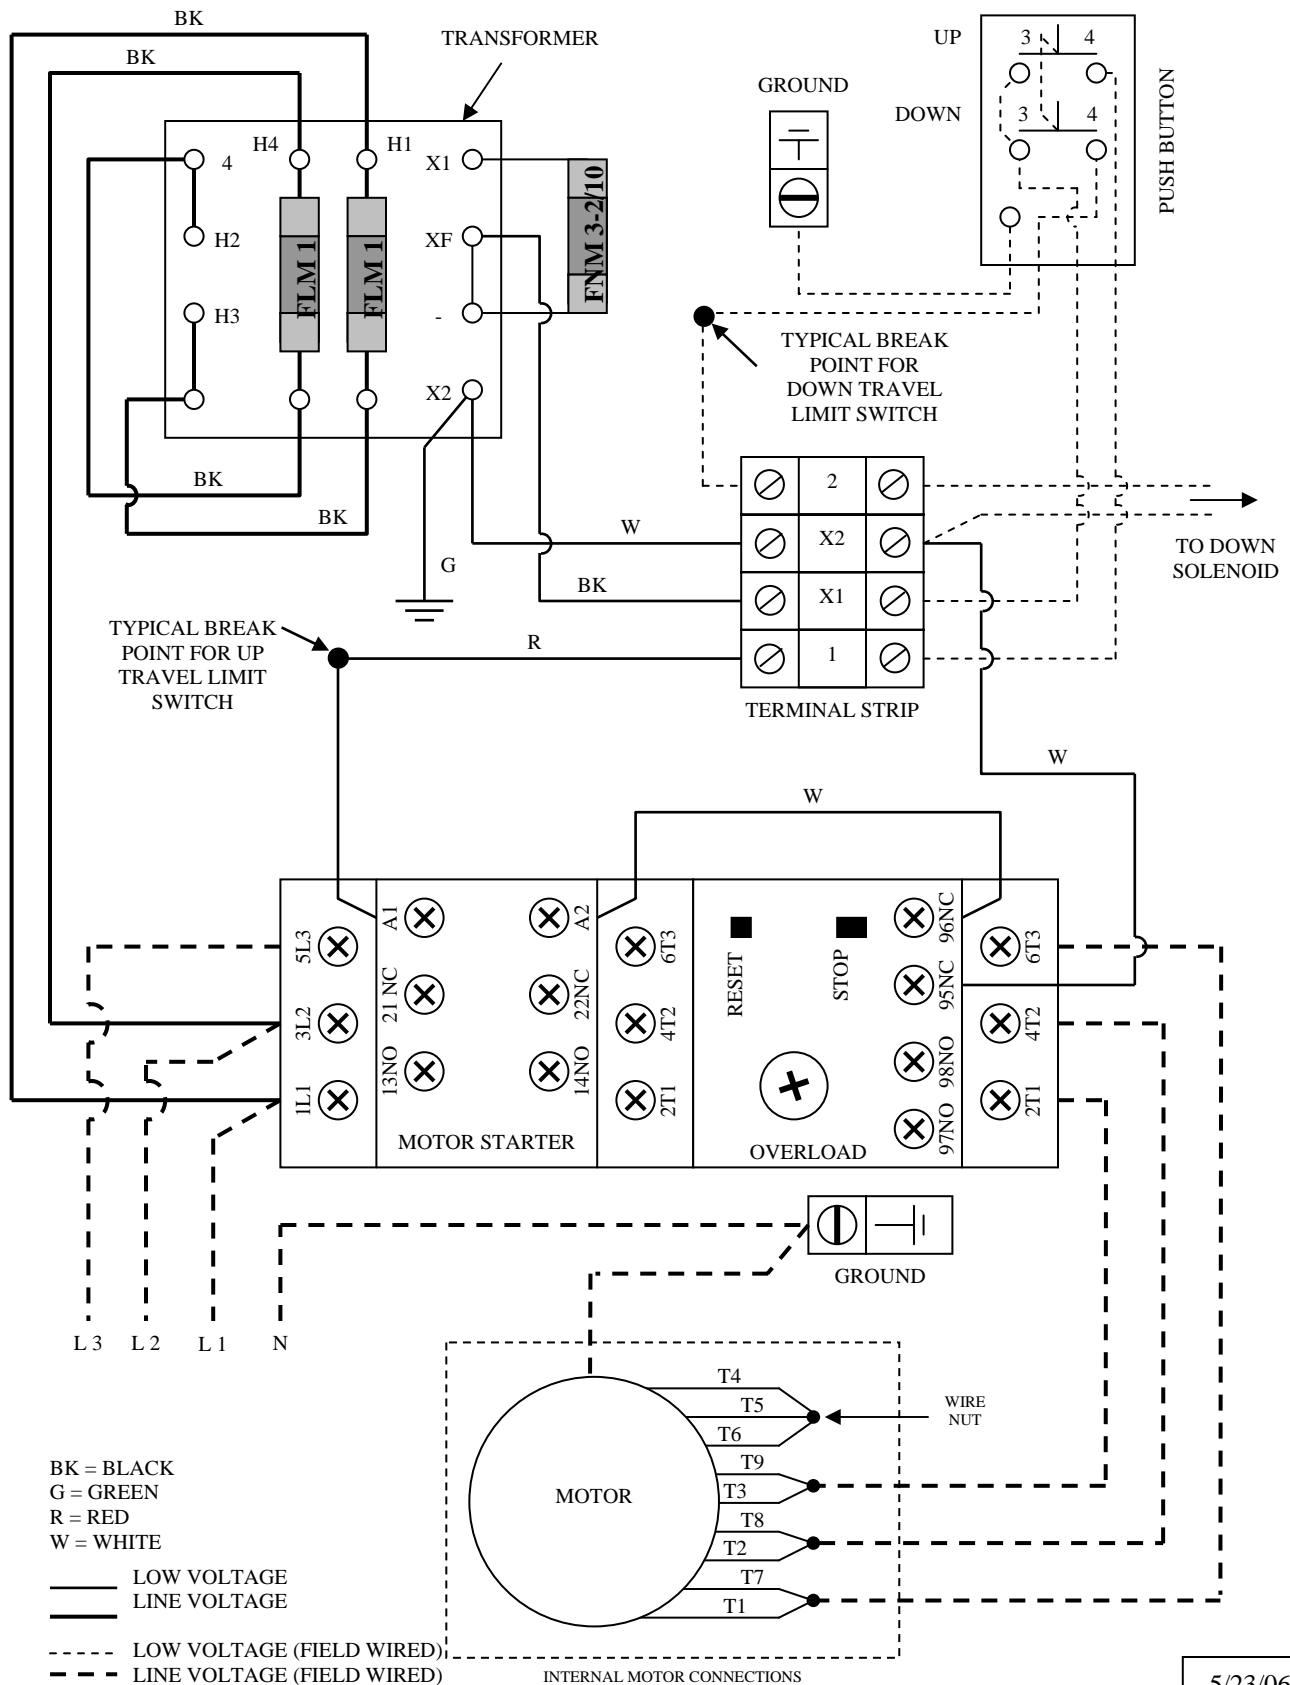 BK
BK
TRANSFORMER
UP
3
4
GROUND
DOWN
3
4
PUSH BUTTON
4
H4
H1
X1
H2
XF
H3
-
X2
FLM 1
FLM 1
FNM 3-2/10
TYPICAL BREAK
POINT FOR
DOWN TRAVEL
LIMIT SWITCH
BK
BK
W
G
BK
2
X2
X1
1
TO DOWN
SOLENOID
TYPICAL BREAK
POINT FOR UP
TRAVEL LIMIT
SWITCH
R
TERMINAL STRIP
W
W
5L3
3L2
1L1
A1
21 NC
13NO
A2
22NC
14NO
6T3
4T2
2T1
RESET
STOP
96NC
95NC
98NO
97NO
6T3
4T2
2T1
MOTOR STARTER
OVERLOAD
GROUND
L 3
L 2
L 1
N
T4
T5
T6
T9
T3
T8
T2
T7
T1
WIRE
NUT
MOTOR
BK = BLACK
G = GREEN
R = RED
W = WHITE
LOW VOLTAGE
LINE VOLTAGE
LOW VOLTAGE (FIELD WIRED)
LINE VOLTAGE (FIELD WIRED)
INTERNAL MOTOR CONNECTIONS
5/23/06